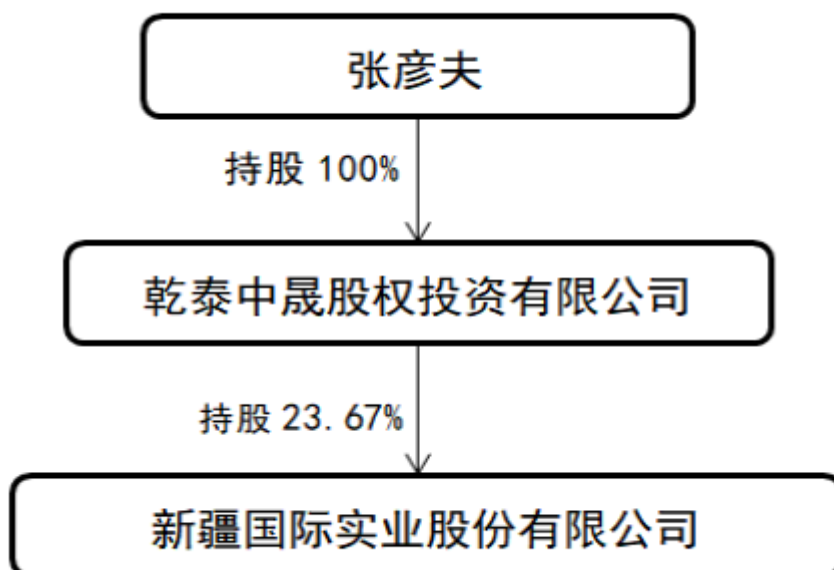 张彦夫
持股 100%
乾泰中晟股权投资有限公司
持股 23.67%
新疆国际实业股份有限公司